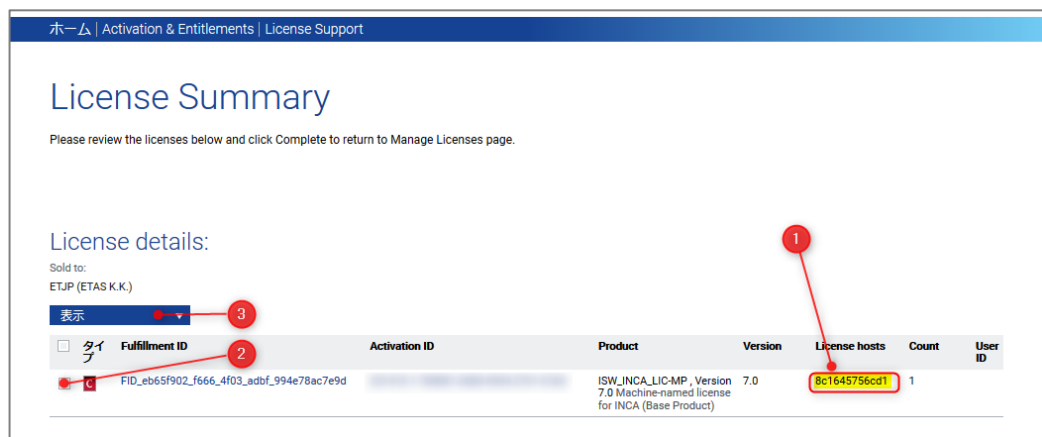 ホーム | Activation & Entitlements | License Support
License Summary
Please review the licenses below and click Complete to return to Manage Licenses page.
License details:
Sold to:
ETJP (ETAS K.K.)
表示
1
3
2
タイプ Fulfillment ID Activation ID Product Version License hosts Count User ID
C FID_eb65f902_f666_4f03_adbf_994e78ac7e9d ISW_INCA_LIC-MP , Version 7.0 8c1645756cd1 1
7.0 Machine-named license
for INCA (Base Product)